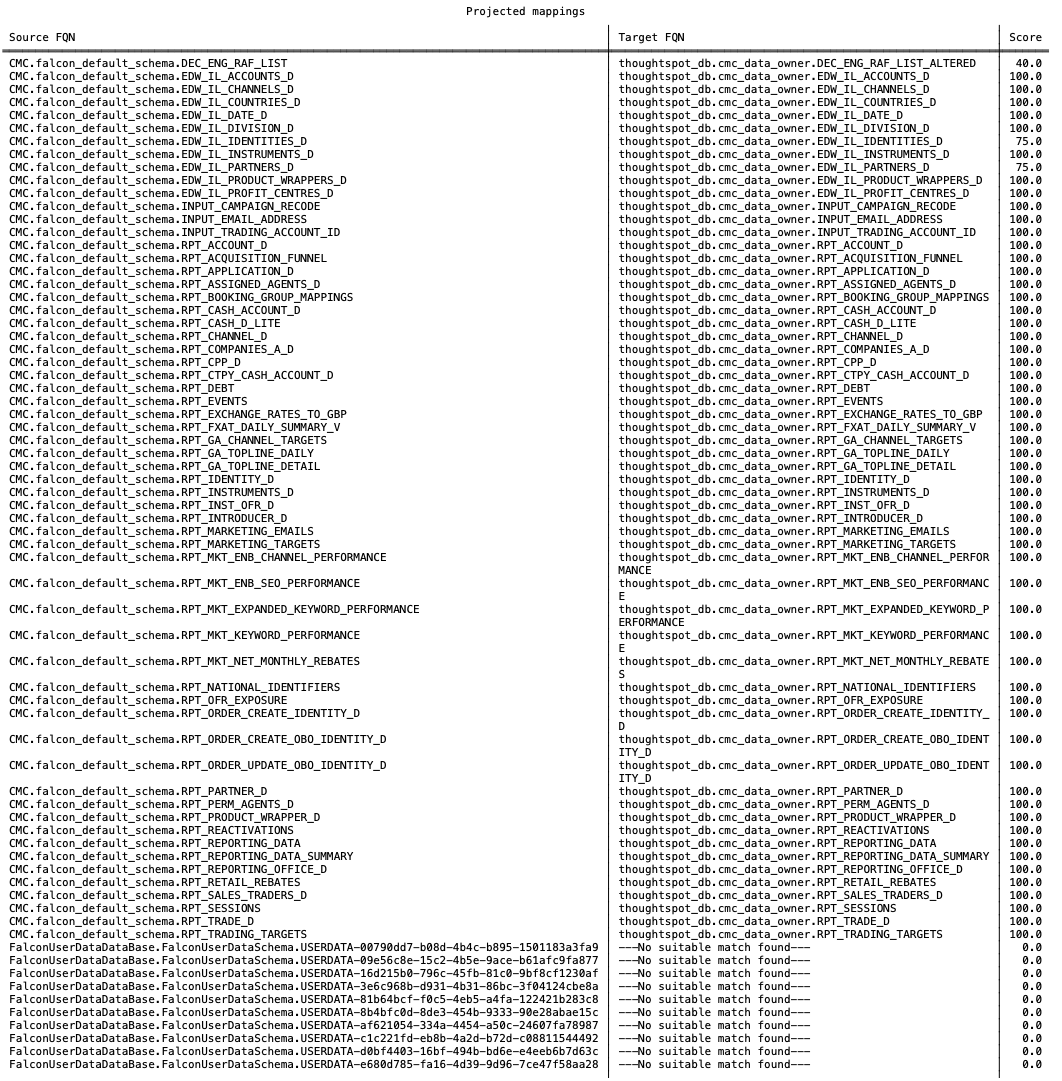 Projected mappings
Source FQN Target FQN Score
CMC.falcon_default_schema.DEC_ENG_RAF_LIST thoughtspot_db.cmc_data_owner.DEC_ENG_RAF_LIST_ALTERED 40.0
CMC.falcon_default_schema.EDW_IL_ACCOUNTS_D thoughtspot_db.cmc_data_owner.EDW_IL_ACCOUNTS_D 100.0
CMC.falcon_default_schema.EDW_IL_CHANNELS_D thoughtspot_db.cmc_data_owner.EDW_IL_CHANNELS_D 100.0
CMC.falcon_default_schema.EDW_IL_COUNTRIES_D thoughtspot_db.cmc_data_owner.EDW_IL_COUNTRIES_D 100.0
CMC.falcon_default_schema.EDW_IL_DATE_D thoughtspot_db.cmc_data_owner.EDW_IL_DATE_D 100.0
CMC.falcon_default_schema.EDW_IL_DIVISION_D thoughtspot_db.cmc_data_owner.EDW_IL_DIVISION_D 100.0
CMC.falcon_default_schema.EDW_IL_IDENTITIES_D thoughtspot_db.cmc_data_owner.EDW_IL_IDENTITIES_D 75.0
CMC.falcon_default_schema.EDW_IL_INSTRUMENTS_D thoughtspot_db.cmc_data_owner.EDW_IL_INSTRUMENTS_D 100.0
CMC.falcon_default_schema.EDW_IL_PARTNERS_D thoughtspot_db.cmc_data_owner.EDW_IL_PARTNERS_D 75.0
CMC.falcon_default_schema.EDW_IL_PRODUCT_WRAPPERS_D thoughtspot_db.cmc_data_owner.EDW_IL_PRODUCT_WRAPPERS_D 100.0
CMC.falcon_default_schema.EDW_IL_PROFIT_CENTRES_D thoughtspot_db.cmc_data_owner.EDW_IL_PROFIT_CENTRES_D 100.0
CMC.falcon_default_schema.INPUT_CAMPAIGN_RECODE thoughtspot_db.cmc_data_owner.INPUT_CAMPAIGN_RECODE 100.0
CMC.falcon_default_schema.INPUT_EMAIL_ADDRESS thoughtspot_db.cmc_data_owner.INPUT_EMAIL_ADDRESS 100.0
CMC.falcon_default_schema.INPUT_TRADING_ACCOUNT_ID thoughtspot_db.cmc_data_owner.INPUT_TRADING_ACCOUNT_ID 100.0
CMC.falcon_default_schema.RPT_ACCOUNT_D thoughtspot_db.cmc_data_owner.RPT_ACCOUNT_D 100.0
CMC.falcon_default_schema.RPT_ACQUISITION_FUNNEL thoughtspot_db.cmc_data_owner.RPT_ACQUISITION_FUNNEL 100.0
CMC.falcon_default_schema.RPT_APPLICATION_D thoughtspot_db.cmc_data_owner.RPT_APPLICATION_D 100.0
CMC.falcon_default_schema.RPT_ASSIGNED_AGENTS_D thoughtspot_db.cmc_data_owner.RPT_ASSIGNED_AGENTS_D 100.0
CMC.falcon_default_schema.RPT_BOOKING_GROUP_MAPPINGS thoughtspot_db.cmc_data_owner.RPT_BOOKING_GROUP_MAPPINGS 100.0
CMC.falcon_default_schema.RPT_CASH_ACCOUNT_D thoughtspot_db.cmc_data_owner.RPT_CASH_ACCOUNT_D 100.0
CMC.falcon_default_schema.RPT_CASH_D_LITE thoughtspot_db.cmc_data_owner.RPT_CASH_D_LITE 100.0
CMC.falcon_default_schema.RPT_CHANNEL_D thoughtspot_db.cmc_data_owner.RPT_CHANNEL_D 100.0
CMC.falcon_default_schema.RPT_COMPANIES_A_D thoughtspot_db.cmc_data_owner.RPT_COMPANIES_A_D 100.0
CMC.falcon_default_schema.RPT_CPP_D thoughtspot_db.cmc_data_owner.RPT_CPP_D 100.0
CMC.falcon_default_schema.RPT_CTPY_CASH_ACCOUNT_D thoughtspot_db.cmc_data_owner.RPT_CTPY_CASH_ACCOUNT_D 100.0
CMC.falcon_default_schema.RPT_DEBT thoughtspot_db.cmc_data_owner.RPT_DEBT 100.0
CMC.falcon_default_schema.RPT_EVENTS thoughtspot_db.cmc_data_owner.RPT_EVENTS 100.0
CMC.falcon_default_schema.RPT_EXCHANGE_RATES_TO_GBP thoughtspot_db.cmc_data_owner.RPT_EXCHANGE_RATES_TO_GBP 100.0
CMC.falcon_default_schema.RPT_FXAT_DAILY_SUMMARY_V thoughtspot_db.cmc_data_owner.RPT_FXAT_DAILY_SUMMARY_V 100.0
CMC.falcon_default_schema.RPT_GA_CHANNEL_TARGETS thoughtspot_db.cmc_data_owner.RPT_GA_CHANNEL_TARGETS 100.0
CMC.falcon_default_schema.RPT_GA_TOPLINE_DAILY thoughtspot_db.cmc_data_owner.RPT_GA_TOPLINE_DAILY 100.0
CMC.falcon_default_schema.RPT_GA_TOPLINE_DETAIL thoughtspot_db.cmc_data_owner.RPT_GA_TOPLINE_DETAIL 100.0
CMC.falcon_default_schema.RPT_IDENTITY_D thoughtspot_db.cmc_data_owner.RPT_IDENTITY_D 100.0
CMC.falcon_default_schema.RPT_INSTRUMENTS_D thoughtspot_db.cmc_data_owner.RPT_INSTRUMENTS_D 100.0
CMC.falcon_default_schema.RPT_INST_OFR_D thoughtspot_db.cmc_data_owner.RPT_INST_OFR_D 100.0
CMC.falcon_default_schema.RPT_INTRODUCER_D thoughtspot_db.cmc_data_owner.RPT_INTRODUCER_D 100.0
CMC.falcon_default_schema.RPT_MARKETING_EMAILS thoughtspot_db.cmc_data_owner.RPT_MARKETING_EMAILS 100.0
CMC.falcon_default_schema.RPT_MARKETING_TARGETS thoughtspot_db.cmc_data_owner.RPT_MARKETING_TARGETS 100.0
CMC.falcon_default_schema.RPT_MKT_ENB_CHANNEL_PERFORMANCE thoughtspot_db.cmc_data_owner.RPT_MKT_ENB_CHANNEL_PERFOR 100.0
MANCE
CMC.falcon_default_schema.RPT_MKT_ENB_SEO_PERFORMANCE thoughtspot_db.cmc_data_owner.RPT_MKT_ENB_SEO_PERFORMANC 100.0
E
CMC.falcon_default_schema.RPT_MKT_EXPANDED_KEYWORD_PERFORMANCE thoughtspot_db.cmc_data_owner.RPT_MKT_EXPANDED_KEYWORD_P 100.0
ERFORMANCE
CMC.falcon_default_schema.RPT_MKT_KEYWORD_PERFORMANCE thoughtspot_db.cmc_data_owner.RPT_MKT_KEYWORD_PERFORMANC 100.0
E
CMC.falcon_default_schema.RPT_MKT_NET_MONTHLY_REBATES thoughtspot_db.cmc_data_owner.RPT_MKT_NET_MONTHLY_REBATE 100.0
S
CMC.falcon_default_schema.RPT_NATIONAL_IDENTIFIERS thoughtspot_db.cmc_data_owner.RPT_NATIONAL_IDENTIFIERS 100.0
CMC.falcon_default_schema.RPT_OFR_EXPOSURE thoughtspot_db.cmc_data_owner.RPT_OFR_EXPOSURE 100.0
CMC.falcon_default_schema.RPT_ORDER_CREATE_IDENTITY_D thoughtspot_db.cmc_data_owner.RPT_ORDER_CREATE_IDENTITY_ 100.0
D
CMC.falcon_default_schema.RPT_ORDER_CREATE_OBO_IDENTITY_D thoughtspot_db.cmc_data_owner.RPT_ORDER_CREATE_OBO_IDENT 100.0
ITY_D
CMC.falcon_default_schema.RPT_ORDER_UPDATE_OBO_IDENTITY_D thoughtspot_db.cmc_data_owner.RPT_ORDER_UPDATE_OBO_IDENT 100.0
ITY_D
CMC.falcon_default_schema.RPT_PARTNER_D thoughtspot_db.cmc_data_owner.RPT_PARTNER_D 100.0
CMC.falcon_default_schema.RPT_PERM_AGENTS_D thoughtspot_db.cmc_data_owner.RPT_PERM_AGENTS_D 100.0
CMC.falcon_default_schema.RPT_PRODUCT_WRAPPER_D thoughtspot_db.cmc_data_owner.RPT_PRODUCT_WRAPPER_D 100.0
CMC.falcon_default_schema.RPT_REACTIVATIONS thoughtspot_db.cmc_data_owner.RPT_REACTIVATIONS 100.0
CMC.falcon_default_schema.RPT_REPORTING_DATA thoughtspot_db.cmc_data_owner.RPT_REPORTING_DATA 100.0
CMC.falcon_default_schema.RPT_REPORTING_DATA_SUMMARY thoughtspot_db.cmc_data_owner.RPT_REPORTING_DATA_SUMMARY 100.0
CMC.falcon_default_schema.RPT_REPORTING_OFFICE_D thoughtspot_db.cmc_data_owner.RPT_REPORTING_OFFICE_D 100.0
CMC.falcon_default_schema.RPT_RETAIL_REBATES thoughtspot_db.cmc_data_owner.RPT_RETAIL_REBATES 100.0
CMC.falcon_default_schema.RPT_SALES_TRADERS_D thoughtspot_db.cmc_data_owner.RPT_SALES_TRADERS_D 100.0
CMC.falcon_default_schema.RPT_SESSIONS thoughtspot_db.cmc_data_owner.RPT_SESSIONS 100.0
CMC.falcon_default_schema.RPT_TRADE_D thoughtspot_db.cmc_data_owner.RPT_TRADE_D 100.0
CMC.falcon_default_schema.RPT_TRADING_TARGETS thoughtspot_db.cmc_data_owner.RPT_TRADING_TARGETS 100.0
FalconUserDataDataBase.FalconUserDataSchema.USERDATA-00790dd7-b08d-4b4c-b895-1501183a3fa9 ---No suitable match found--- 0.0
FalconUserDataDataBase.FalconUserDataSchema.USERDATA-09e56c8e-15c2-4b5e-9ace-b61afc9fa877 ---No suitable match found--- 0.0
FalconUserDataDataBase.FalconUserDataSchema.USERDATA-16d215b0-796c-45fb-81c0-9bf8cf1230af ---No suitable match found--- 0.0
FalconUserDataDataBase.FalconUserDataSchema.USERDATA-3e6c968b-d931-4b31-86bc-3f04124cbe8a ---No suitable match found--- 0.0
FalconUserDataDataBase.FalconUserDataSchema.USERDATA-81b64bcf-f0c5-4eb5-a4fa-122421b283c8 ---No suitable match found--- 0.0
FalconUserDataDataBase.FalconUserDataSchema.USERDATA-8b4bfc0d-8de3-454b-9333-90e28abae15c ---No suitable match found--- 0.0
FalconUserDataDataBase.FalconUserDataSchema.USERDATA-af621054-334a-4454-a50c-24607fa78987 ---No suitable match found--- 0.0
FalconUserDataDataBase.FalconUserDataSchema.USERDATA-c1c221fd-eb8b-4a2d-b72d-c08811544492 ---No suitable match found--- 0.0
FalconUserDataDataBase.FalconUserDataSchema.USERDATA-d0bf4403-16bf-494b-bd6e-e4eeb6b7d63c ---No suitable match found--- 0.0
FalconUserDataDataBase.FalconUserDataSchema.USERDATA-e680d785-fa16-4d39-9d96-7ce47f58aa28 ---No suitable match found--- 0.0